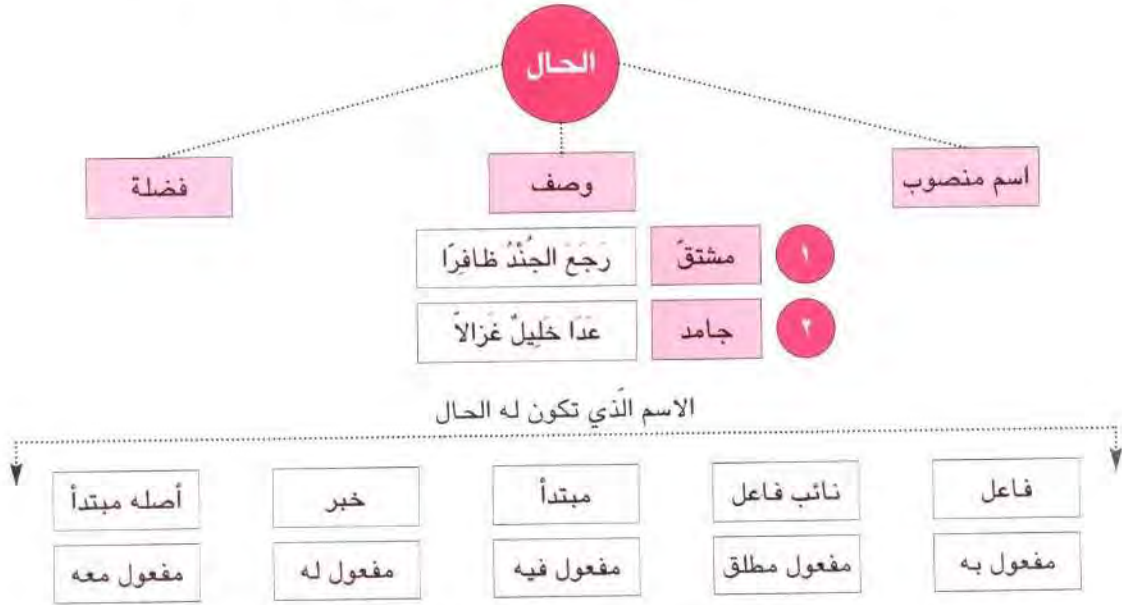 الحال
اسم منصوب
وصف
فضلة
١ مشتقّ رَجَعَ الجُنْدُ ظافِرًا
٢ جامد عَدَا خَلِيلٌ غَزالاً
الاسم الّذي تكون له الحال
فاعل نائب فاعل مبتدأ خبر أصله مبتدأ
مفعول به مفعول مطلق مفعول فيه مفعول له مفعول معه